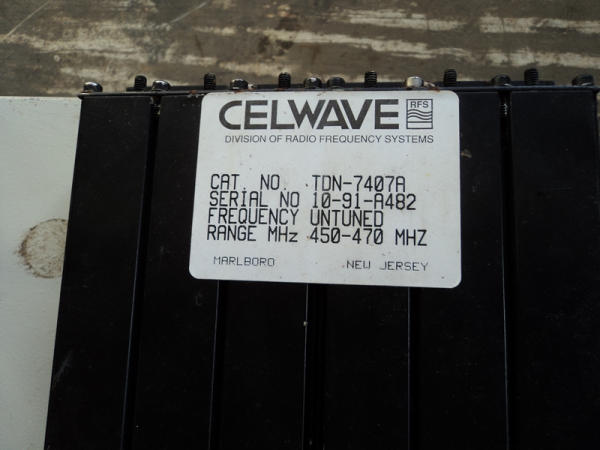 CELWAVE RFS
DIVISION OF RADIO FREQUENCY SYSTEMS
CAT. NO. TDN-7407A
SERIAL NO 10-91-A482
FREQUENCY UNTUNED
RANGE MHz 450-470 MHZ
MARLBORO NEW JERSEY